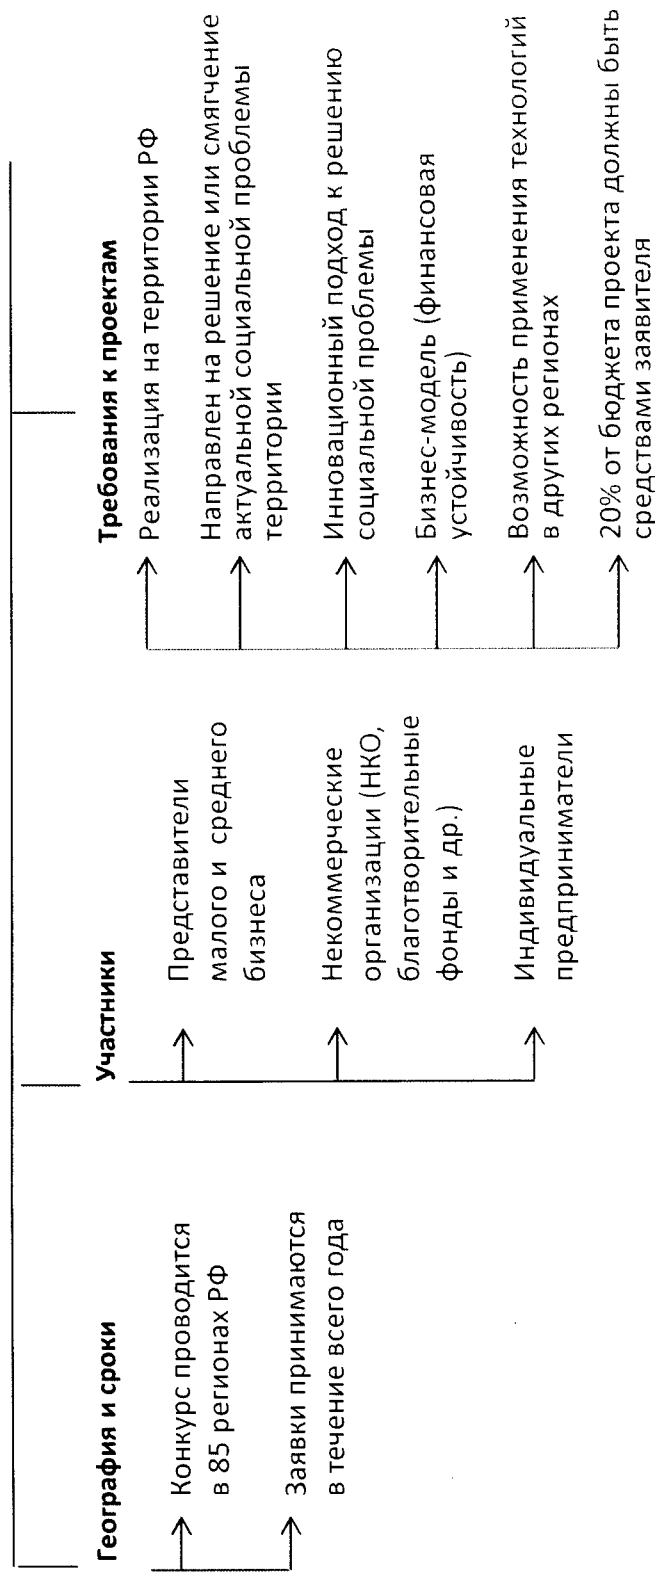 География и сроки
Конкурс проводится
в 85 регионах РФ
Заявки принимаются
в течение всего года
Участники
Представители
малого и среднего
бизнеса
Некоммерческие
организации (НКО,
благотворительные
фонды и др.)
Индивидуальные
предприниматели
Требования к проектам
Реализация на территории РФ
Направлен на решение или смягчение
актуальной социальной проблемы
территории
Инновационный подход к решению
социальной проблемы
Бизнес-модель (финансовая
устойчивость)
Возможность применения технологий
в других регионах
20% от бюджета проекта должны быть
средствами заявителя